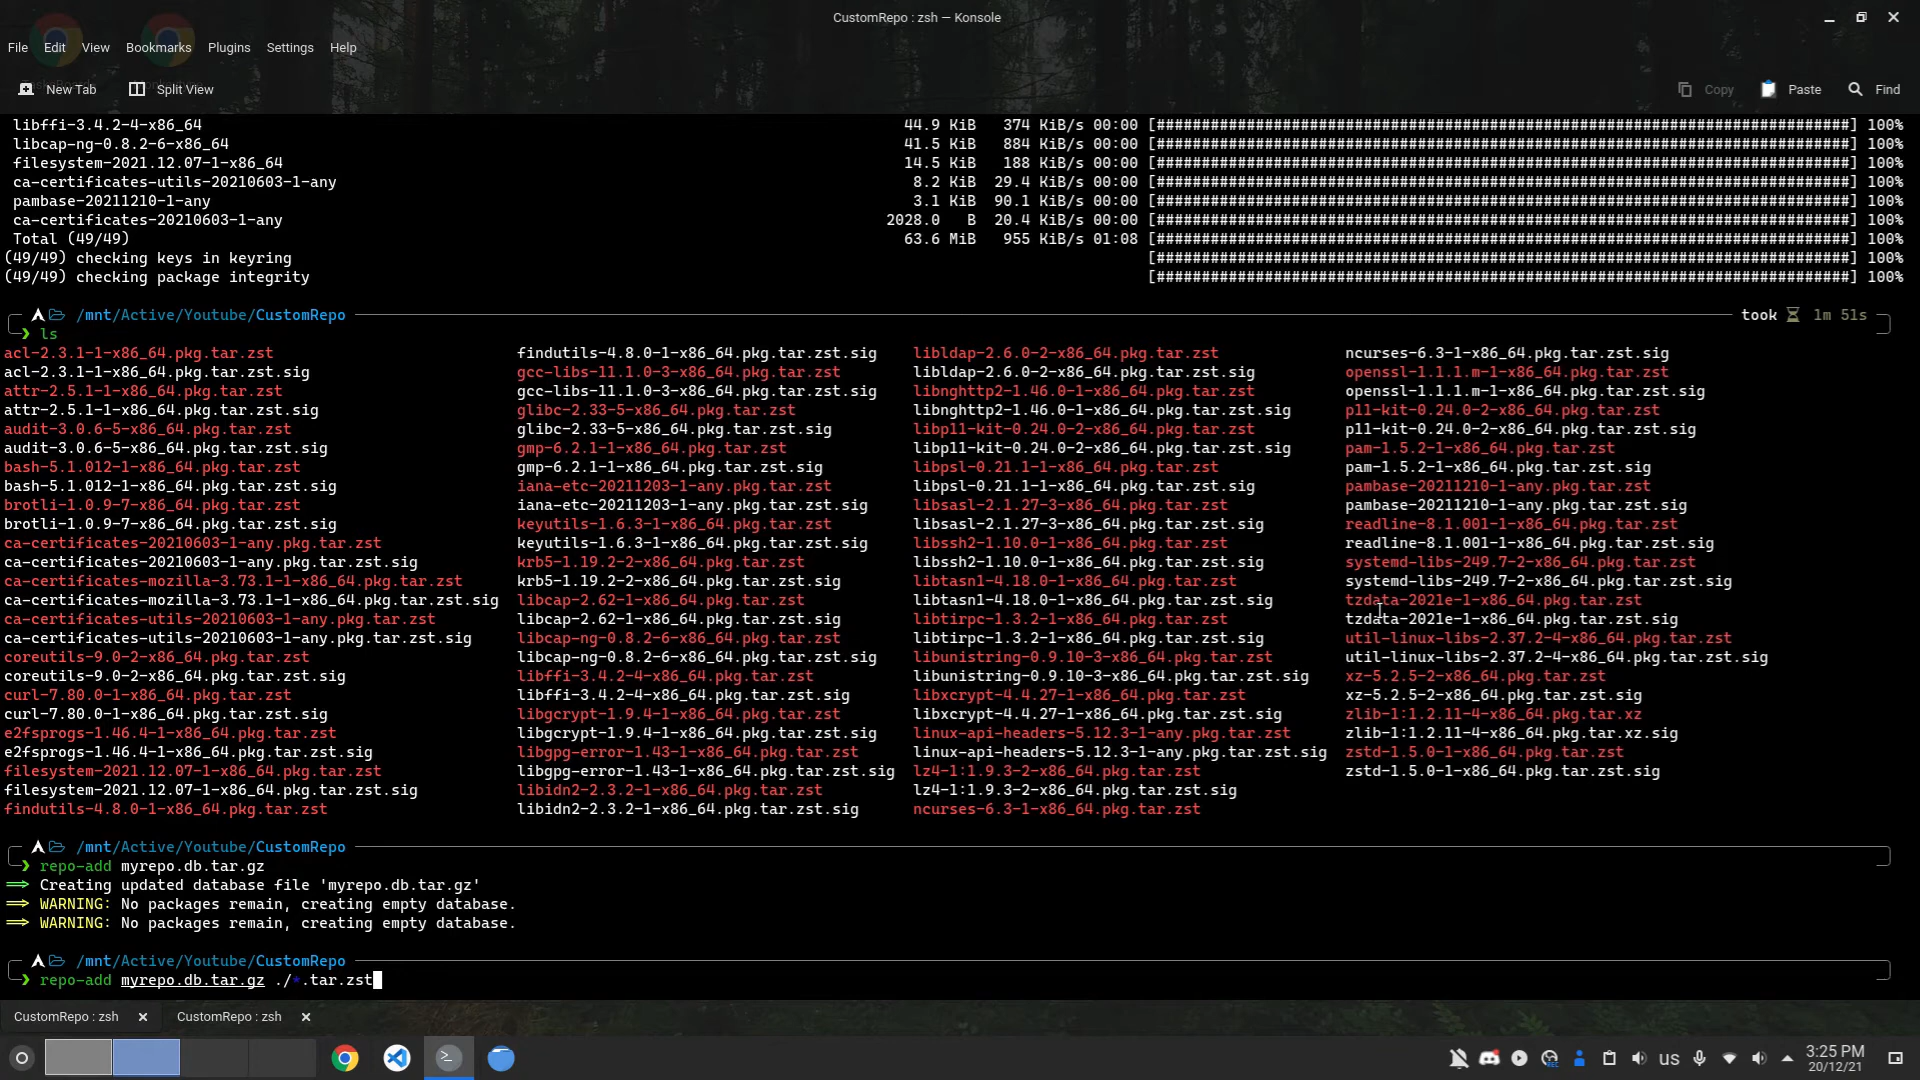 CustomRepo : zsh — Konsole
File Edit View Bookmarks Plugins Settings Help
New Tab Split View Copy Paste Find
libffi-3.4.2-4-x86_64 44.9 KiB 374 KiB/s 00:00 [#############################################################################] 100%
libcap-ng-0.8.2-6-x86_64 41.5 KiB 884 KiB/s 00:00 [#############################################################################] 100%
filesystem-2021.12.07-1-x86_64 14.5 KiB 188 KiB/s 00:00 [#############################################################################] 100%
ca-certificates-utils-20210603-1-any 8.2 KiB 29.4 KiB/s 00:00 [#############################################################################] 100%
pambase-20211210-1-any 3.1 KiB 90.1 KiB/s 00:00 [#############################################################################] 100%
ca-certificates-20210603-1-any 2028.0 B 20.4 KiB/s 00:00 [#############################################################################] 100%
Total (49/49) 63.6 MiB 955 KiB/s 01:08 [#############################################################################] 100%
(49/49) checking keys in keyring [#############################################################################] 100%
(49/49) checking package integrity [#############################################################################] 100%
/mnt/Active/Youtube/CustomRepo took 1m 51s
❯ ls
acl-2.3.1-1-x86_64.pkg.tar.zst findutils-4.8.0-1-x86_64.pkg.tar.zst.sig libldap-2.6.0-2-x86_64.pkg.tar.zst ncurses-6.3-1-x86_64.pkg.tar.zst.sig
acl-2.3.1-1-x86_64.pkg.tar.zst.sig gcc-libs-11.1.0-3-x86_64.pkg.tar.zst libldap-2.6.0-2-x86_64.pkg.tar.zst.sig openssl-1.1.1.m-1-x86_64.pkg.tar.zst
attr-2.5.1-1-x86_64.pkg.tar.zst gcc-libs-11.1.0-3-x86_64.pkg.tar.zst.sig libnghttp2-1.46.0-1-x86_64.pkg.tar.zst openssl-1.1.1.m-1-x86_64.pkg.tar.zst.sig
attr-2.5.1-1-x86_64.pkg.tar.zst.sig glibc-2.33-5-x86_64.pkg.tar.zst libnghttp2-1.46.0-1-x86_64.pkg.tar.zst.sig p11-kit-0.24.0-2-x86_64.pkg.tar.zst
audit-3.0.6-5-x86_64.pkg.tar.zst glibc-2.33-5-x86_64.pkg.tar.zst.sig libp11-kit-0.24.0-2-x86_64.pkg.tar.zst p11-kit-0.24.0-2-x86_64.pkg.tar.zst.sig
audit-3.0.6-5-x86_64.pkg.tar.zst.sig gmp-6.2.1-1-x86_64.pkg.tar.zst libp11-kit-0.24.0-2-x86_64.pkg.tar.zst.sig pam-1.5.2-1-x86_64.pkg.tar.zst
bash-5.1.012-1-x86_64.pkg.tar.zst gmp-6.2.1-1-x86_64.pkg.tar.zst.sig libpsl-0.21.1-1-x86_64.pkg.tar.zst pam-1.5.2-1-x86_64.pkg.tar.zst.sig
bash-5.1.012-1-x86_64.pkg.tar.zst.sig iana-etc-20211203-1-any.pkg.tar.zst libpsl-0.21.1-1-x86_64.pkg.tar.zst.sig pambase-20211210-1-any.pkg.tar.zst
brotli-1.0.9-7-x86_64.pkg.tar.zst iana-etc-20211203-1-any.pkg.tar.zst.sig libsasl-2.1.27-3-x86_64.pkg.tar.zst pambase-20211210-1-any.pkg.tar.zst.sig
brotli-1.0.9-7-x86_64.pkg.tar.zst.sig keyutils-1.6.3-1-x86_64.pkg.tar.zst libsasl-2.1.27-3-x86_64.pkg.tar.zst.sig readline-8.1.001-1-x86_64.pkg.tar.zst
ca-certificates-20210603-1-any.pkg.tar.zst keyutils-1.6.3-1-x86_64.pkg.tar.zst.sig libssh2-1.10.0-1-x86_64.pkg.tar.zst readline-8.1.001-1-x86_64.pkg.tar.zst.sig
ca-certificates-20210603-1-any.pkg.tar.zst.sig krb5-1.19.2-2-x86_64.pkg.tar.zst libssh2-1.10.0-1-x86_64.pkg.tar.zst.sig systemd-libs-249.7-2-x86_64.pkg.tar.zst
ca-certificates-mozilla-3.73.1-1-x86_64.pkg.tar.zst krb5-1.19.2-2-x86_64.pkg.tar.zst.sig libtasn1-4.18.0-1-x86_64.pkg.tar.zst systemd-libs-249.7-2-x86_64.pkg.tar.zst.sig
ca-certificates-mozilla-3.73.1-1-x86_64.pkg.tar.zst.sig libcap-2.62-1-x86_64.pkg.tar.zst libtasn1-4.18.0-1-x86_64.pkg.tar.zst.sig tzdata-2021e-1-x86_64.pkg.tar.zst
ca-certificates-utils-20210603-1-any.pkg.tar.zst libcap-2.62-1-x86_64.pkg.tar.zst.sig libtirpc-1.3.2-1-x86_64.pkg.tar.zst tzdata-2021e-1-x86_64.pkg.tar.zst.sig
ca-certificates-utils-20210603-1-any.pkg.tar.zst.sig libcap-ng-0.8.2-6-x86_64.pkg.tar.zst libtirpc-1.3.2-1-x86_64.pkg.tar.zst.sig util-linux-libs-2.37.2-4-x86_64.pkg.tar.zst
coreutils-9.0-2-x86_64.pkg.tar.zst libcap-ng-0.8.2-6-x86_64.pkg.tar.zst.sig libunistring-0.9.10-3-x86_64.pkg.tar.zst util-linux-libs-2.37.2-4-x86_64.pkg.tar.zst.sig
coreutils-9.0-2-x86_64.pkg.tar.zst.sig libffi-3.4.2-4-x86_64.pkg.tar.zst libunistring-0.9.10-3-x86_64.pkg.tar.zst.sig xz-5.2.5-2-x86_64.pkg.tar.zst
curl-7.80.0-1-x86_64.pkg.tar.zst libffi-3.4.2-4-x86_64.pkg.tar.zst.sig libxcrypt-4.4.27-1-x86_64.pkg.tar.zst xz-5.2.5-2-x86_64.pkg.tar.zst.sig
curl-7.80.0-1-x86_64.pkg.tar.zst.sig libgcrypt-1.9.4-1-x86_64.pkg.tar.zst libxcrypt-4.4.27-1-x86_64.pkg.tar.zst.sig zlib-1:1.2.11-4-x86_64.pkg.tar.xz
e2fsprogs-1.46.4-1-x86_64.pkg.tar.zst libgcrypt-1.9.4-1-x86_64.pkg.tar.zst.sig linux-api-headers-5.12.3-1-any.pkg.tar.zst zlib-1:1.2.11-4-x86_64.pkg.tar.xz.sig
e2fsprogs-1.46.4-1-x86_64.pkg.tar.zst.sig libgpg-error-1.43-1-x86_64.pkg.tar.zst linux-api-headers-5.12.3-1-any.pkg.tar.zst.sig zstd-1.5.0-1-x86_64.pkg.tar.zst
filesystem-2021.12.07-1-x86_64.pkg.tar.zst libgpg-error-1.43-1-x86_64.pkg.tar.zst.sig lz4-1:1.9.3-2-x86_64.pkg.tar.zst zstd-1.5.0-1-x86_64.pkg.tar.zst.sig
filesystem-2021.12.07-1-x86_64.pkg.tar.zst.sig libidn2-2.3.2-1-x86_64.pkg.tar.zst lz4-1:1.9.3-2-x86_64.pkg.tar.zst.sig
findutils-4.8.0-1-x86_64.pkg.tar.zst libidn2-2.3.2-1-x86_64.pkg.tar.zst.sig ncurses-6.3-1-x86_64.pkg.tar.zst
/mnt/Active/Youtube/CustomRepo
❯ repo-add myrepo.db.tar.gz
==> Creating updated database file 'myrepo.db.tar.gz'
==> WARNING: No packages remain, creating empty database.
==> WARNING: No packages remain, creating empty database.
/mnt/Active/Youtube/CustomRepo
❯ repo-add myrepo.db.tar.gz ./*.tar.zst
CustomRepo : zsh CustomRepo : zsh
us 3:25 PM
20/12/21